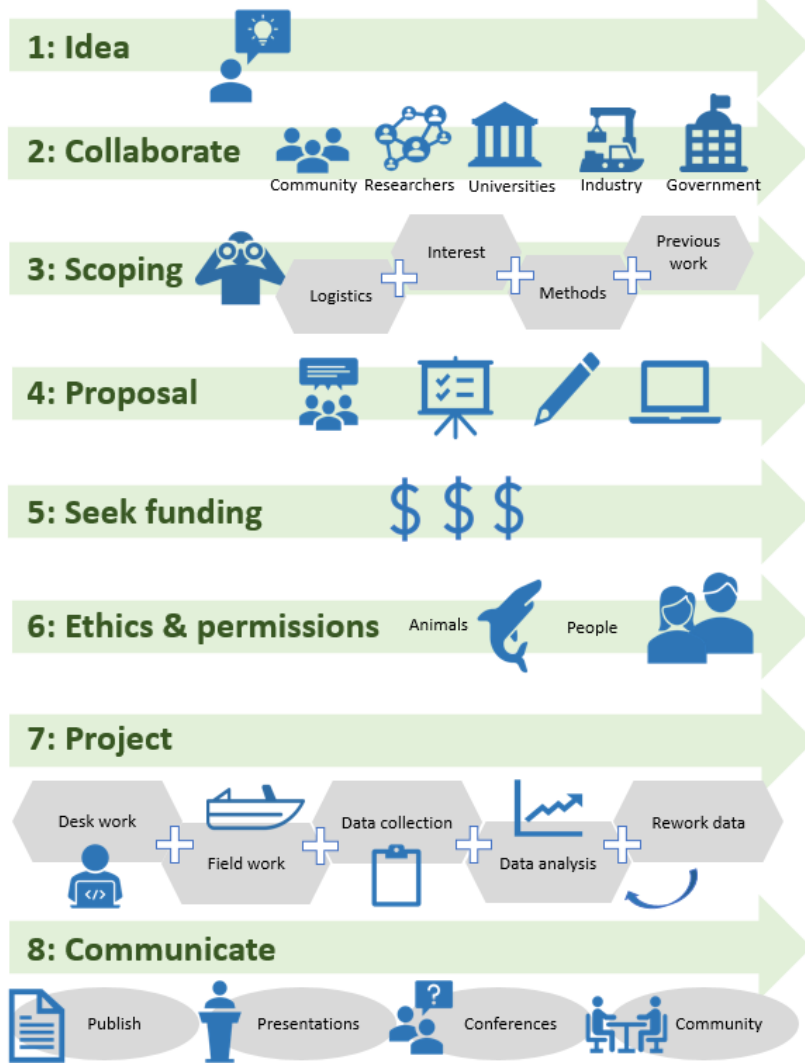 1: Idea
2: Collaborate
Community
Researchers
Universities
Industry
Government
3: Scoping
Logistics
Interest
Methods
Previous
work
4: Proposal
5: Seek funding
$ $ $
6: Ethics & permissions
Animals
People
7: Project
Desk work
Field work
Data collection
Data analysis
Rework data
</>
8: Communicate
?
Publish
Presentations
Conferences
Community